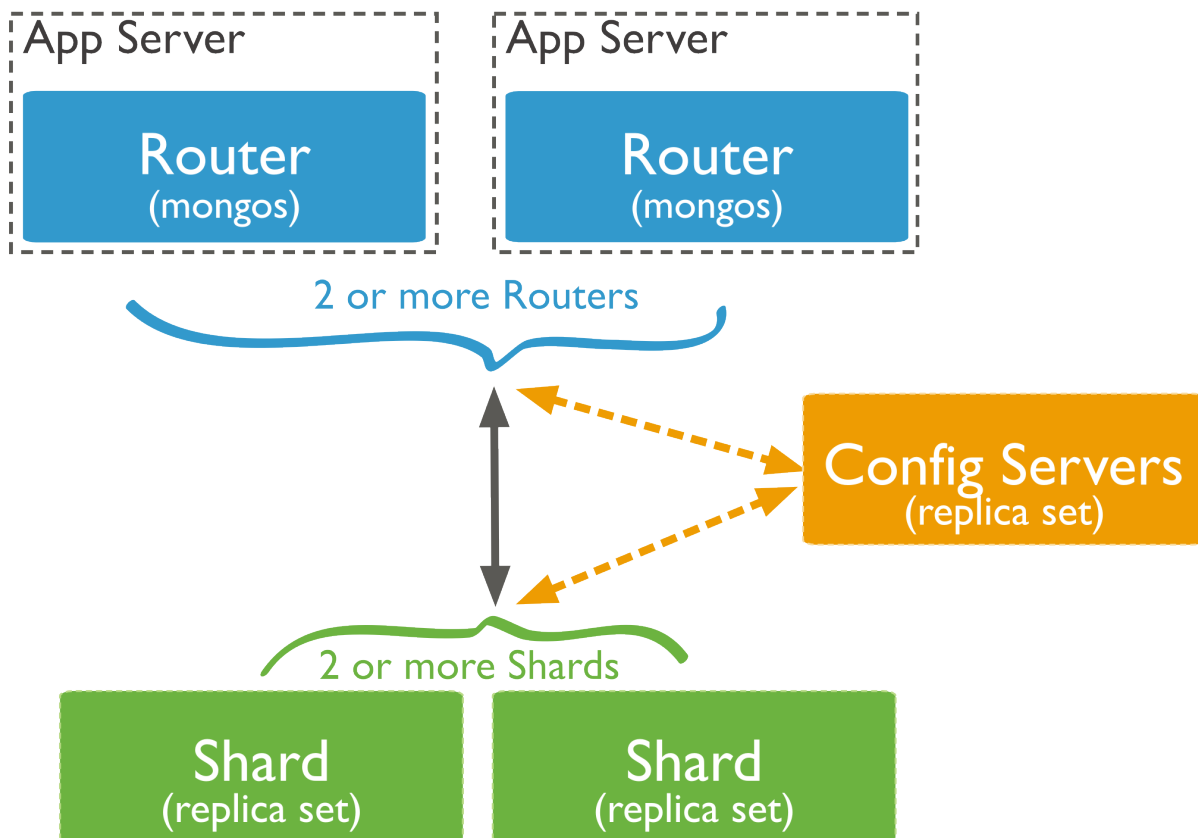 App Server
App Server
Router
(mongos)
Router
(mongos)
2 or more Routers
Config Servers
(replica set)
2 or more Shards
Shard
(replica set)
Shard
(replica set)